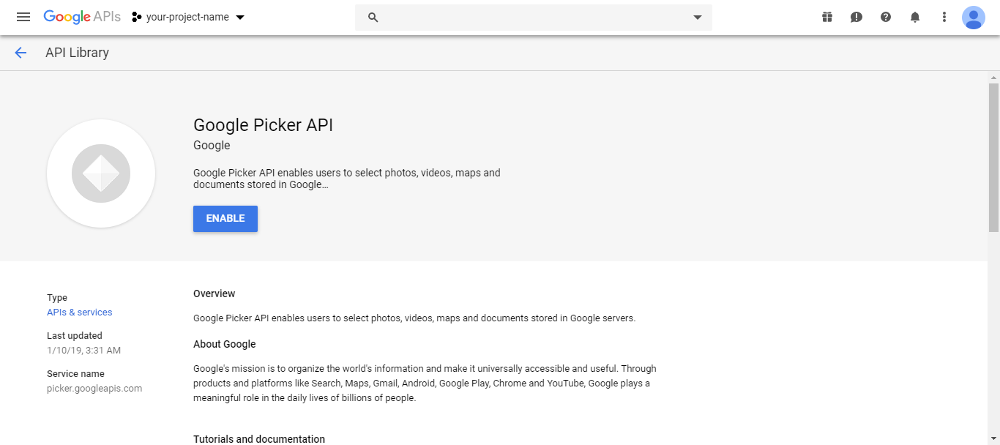 Google APIs your-project-name
API Library
Google Picker API
Google
Google Picker API enables users to select photos, videos, maps and
documents stored in Google…
ENABLE
Type
APIs & services
Last updated
1/10/19, 3:31 AM
Service name
picker.googleapis.com
Overview
Google Picker API enables users to select photos, videos, maps and documents stored in Google servers.
About Google
Google's mission is to organize the world's information and make it universally accessible and useful. Through
products and platforms like Search, Maps, Gmail, Android, Google Play, Chrome and YouTube, Google plays a
meaningful role in the daily lives of billions of people.
Tutorials and documentation